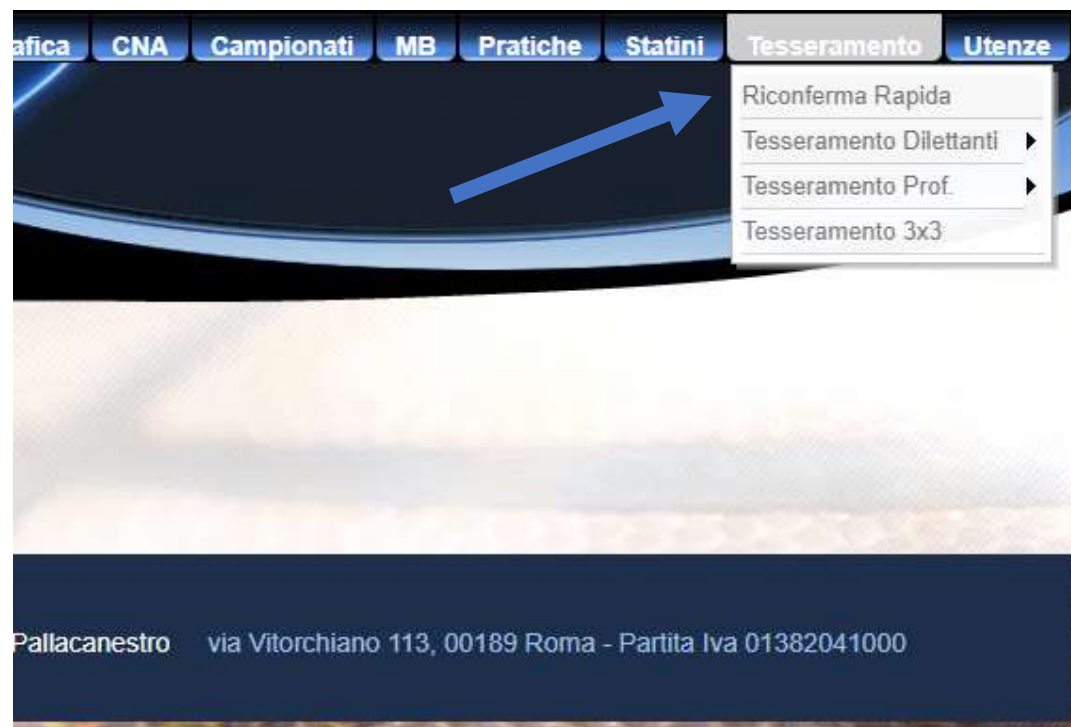 afica CNA Campionati MB Pratiche Statini Tesseramento Utenze
Riconferma Rapida
Tesseramento Dilettanti
Tesseramento Prof.
Tesseramento 3x3
Pallacanestro via Vitorchiano 113, 00189 Roma - Partita Iva 01382041000